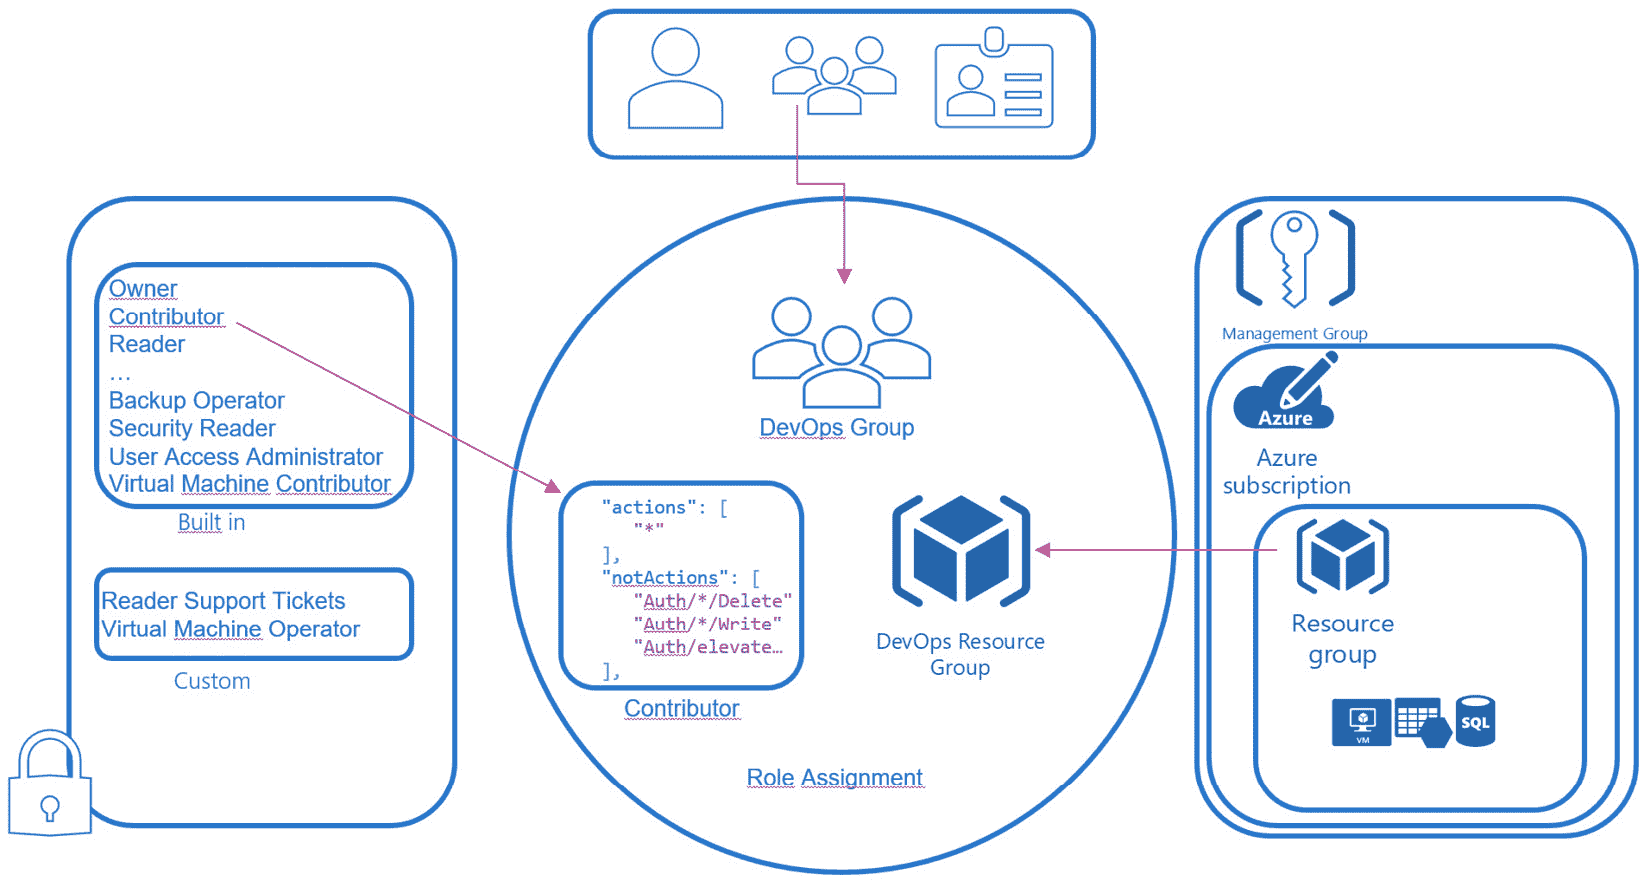 Owner
Contributor
Reader
...
Backup Operator
Security Reader
User Access Administrator
Virtual Machine Contributor
Built in
Reader Support Tickets
Virtual Machine Operator
Custom
DevOps Group
"actions": [
"*"
],
"notActions": [
"Auth/*/Delete"
"Auth/*/Write"
"Auth/elevate…
],
Contributor
DevOps Resource
Group
Role Assignment
Management Group
Azure
Azure
subscription
Resource
group
VM
SQL